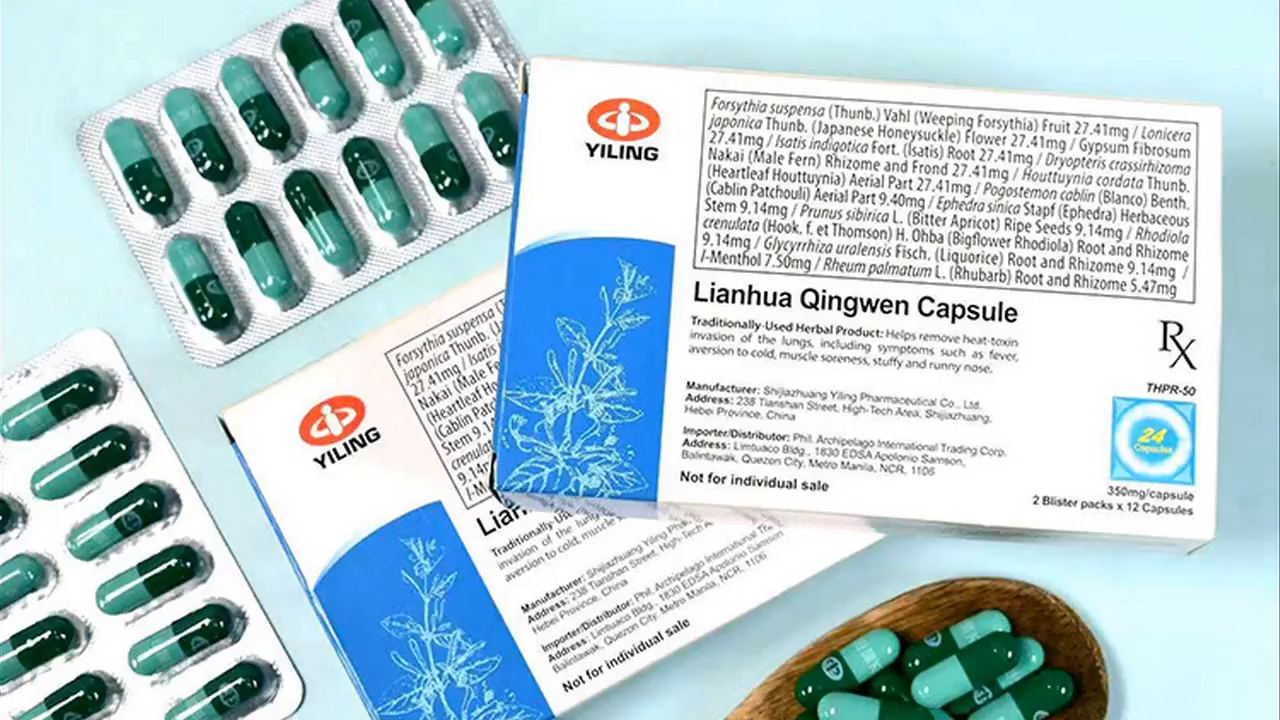 YILING
Forsythia suspensa (Thunb.) Vahl (Weeping Forsythia) Fruit 27.41mg / Lonicera
japonica Thunb. (Japanese Honeysuckle) Flower 27.41mg / Gypsum Fibrosum
27.41mg / Isatis indigotica Fort. (Isatis) Root 27.41mg / Dryopteris crassirhizoma
Nakai (Male Fern) Rhizome and Frond 27.41mg / Houttuynia cordata Thunb.
(Heartleaf Houttuynia) Aerial Part 27.41mg / Pogostemon cablin (Blanco) Benth.
(Cablin Patchouli) Aerial Part 9.40mg / Ephedra sinica Stapf (Ephedra) Herbaceous
Stem 9.14mg / Prunus sibirica L. (Bitter Apricot) Ripe Seeds 9.14mg / Rhodiola
crenulata (Hook. f. et Thomson) H. Ohba (Bigflower Rhodiola) Root and Rhizome
9.14mg / Glycyrrhiza uralensis Fisch. (Liquorice) Root and Rhizome 9.14mg /
l-Menthol 7.50mg / Rheum palmatum L. (Rhubarb) Root and Rhizome 5.47mg
Lianhua Qingwen Capsule
Traditionally-Used Herbal Product: Helps remove heat-toxin
invasion of the lungs, including symptoms such as fever,
aversion to cold, muscle soreness, stuffy and runny nose.
Rx
THPR-50
Manufacturer: Shijiazhuang Yiling Pharmaceutical Co., Ltd.
Address: 238 Tianshan Street, High-Tech Area, Shijiazhuang,
Hebei Province, China
24
Capsules
Importer/Distributor: Phil. Archipelago International Trading Corp.
Address: Limtuaco Bldg., 1830 EDSA Apolonio Samson,
Balintawak, Quezon City, Metro Manila, NCR, 1106
Not for individual sale
350mg/capsule
2 Blister packs x 12 Capsules
YILING
Forsythia suspensa
japonica Thunb.
27.41mg / Isatis
Nakai (Male
(Heartleaf
(Cablin
Stem 9.1
Traditionally-
invasion of the
aversion to cold, muscle
Manufacturer: Shijiazhuang Yiling
Address: 238 Tianshan Street, High-Tech
Hebei Province, China
Importer/Distributor: Phil. Archipelago International
Address: Limtuaco Bldg., 1830 EDSA Apolonio Samson
Balintawak, Quezon City, Metro Manila, NCR, 1106
Not for individual sale